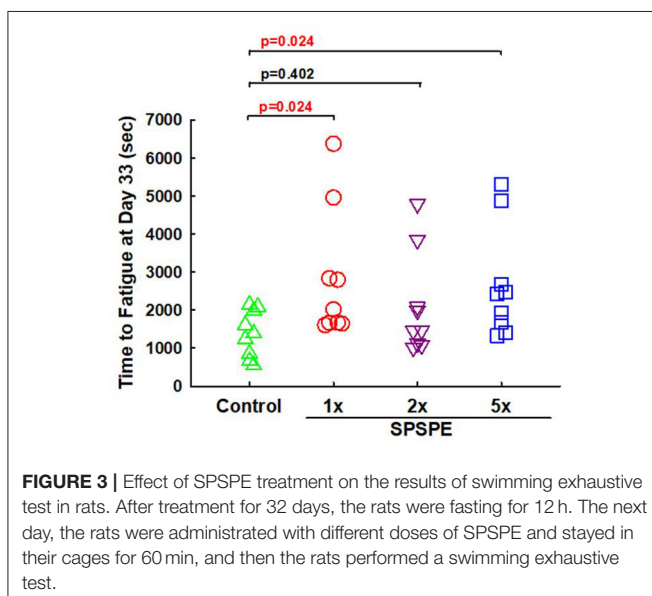 p=0.024
p=0.402
p=0.024
7000
6000
5000
4000
3000
2000
1000
0
Time to Fatigue at Day 33 (sec)
Control 1x 2x 5x
SPSPE
FIGURE 3 | Effect of SPSPE treatment on the results of swimming exhaustive
test in rats. After treatment for 32 days, the rats were fasting for 12 h. The next
day, the rats were administrated with different doses of SPSPE and stayed in
their cages for 60 min, and then the rats performed a swimming exhaustive
test.